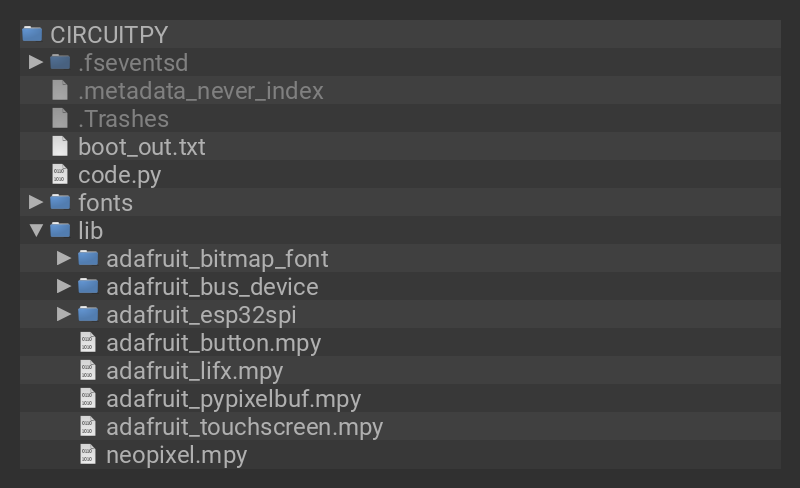 CIRCUITPY
.fseventsd
.metadata_never_index
.Trashes
boot_out.txt
code.py
fonts
lib
adafruit_bitmap_font
adafruit_bus_device
adafruit_esp32spi
adafruit_button.mpy
adafruit_lifx.mpy
adafruit_pypixelbuf.mpy
adafruit_touchscreen.mpy
neopixel.mpy